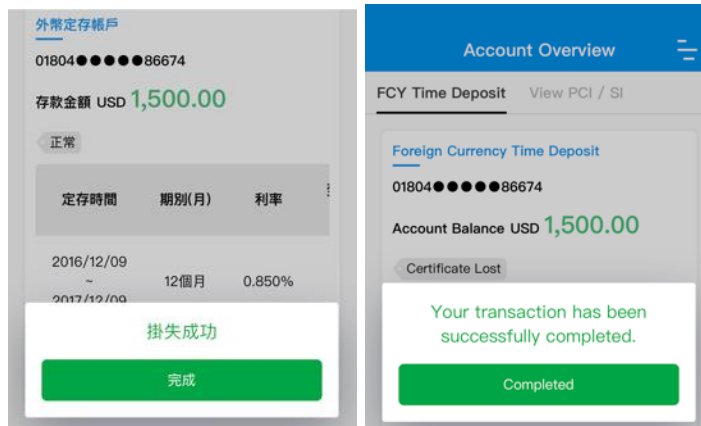 外幣定存帳戶
01804●●●●●86674
存款金額 USD 1,500.00
正常
定存時間 期別(月) 利率
2016/12/09
~
2017/12/09
12個月 0.850%
掛失成功
完成
Account Overview
FCY Time Deposit View PCI / SI
Foreign Currency Time Deposit
01804●●●●●86674
Account Balance USD 1,500.00
Certificate Lost
Your transaction has been
successfully completed.
Completed